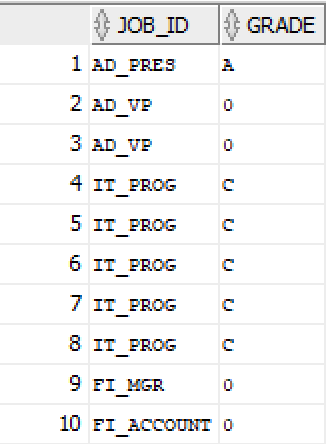 JOB_ID GRADE
1 AD_PRES A
2 AD_VP 0
3 AD_VP 0
4 IT_PROG C
5 IT_PROG C
6 IT_PROG C
7 IT_PROG C
8 IT_PROG C
9 FI_MGR 0
10 FI_ACCOUNT 0